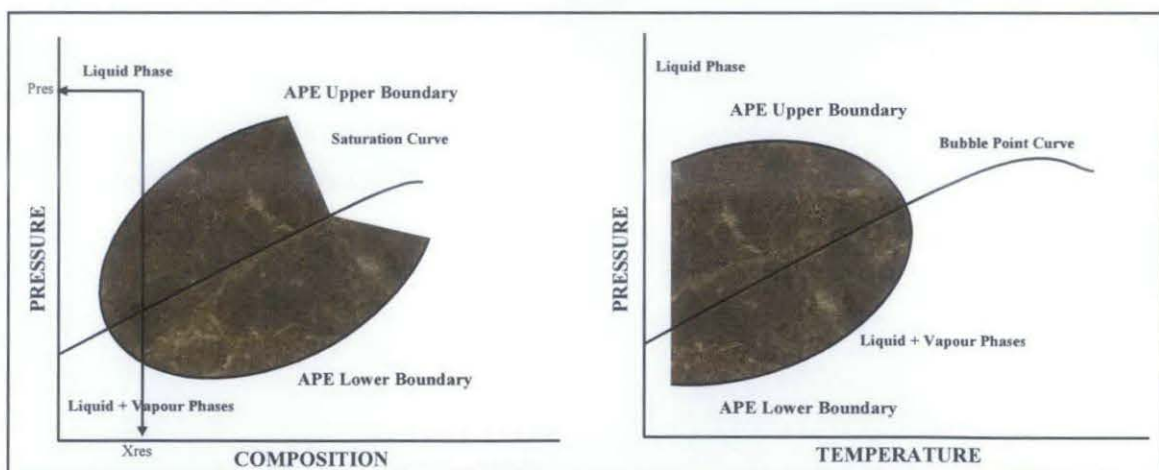 Liquid Phase
Pres
APE Upper Boundary
Saturation Curve
PRESSURE
APE Lower Boundary
Liquid + Vapour Phases
Xres
COMPOSITION
Liquid Phase
APE Upper Boundary
Bubble Point Curve
PRESSURE
Liquid + Vapour Phases
APE Lower Boundary
TEMPERATURE